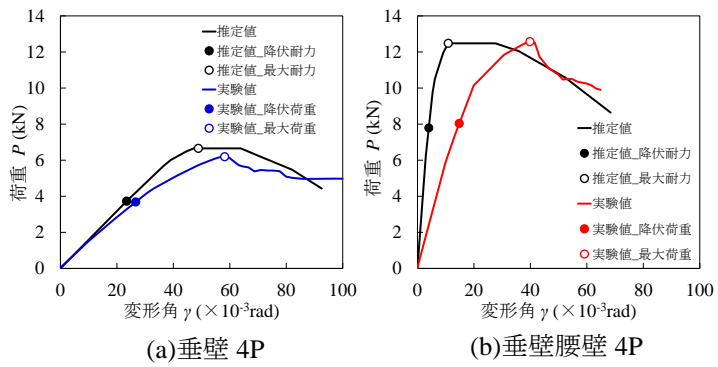 14
12
10
8
6
4
2
0
荷重 P (kN)
推定値
推定値_降伏耐力
推定値_最大耐力
実験値
実験値_降伏荷重
実験値_最大荷重
0 20 40 60 80 100
変形角 γ (×10-3rad)
(a)垂壁 4P
14
12
10
8
6
4
2
0
荷重 P (kN)
推定値
推定値_降伏耐力
推定値_最大耐力
実験値
実験値_降伏荷重
実験値_最大荷重
0 20 40 60 80 100
変形角 γ (×10-3rad)
(b)垂壁腰壁 4P